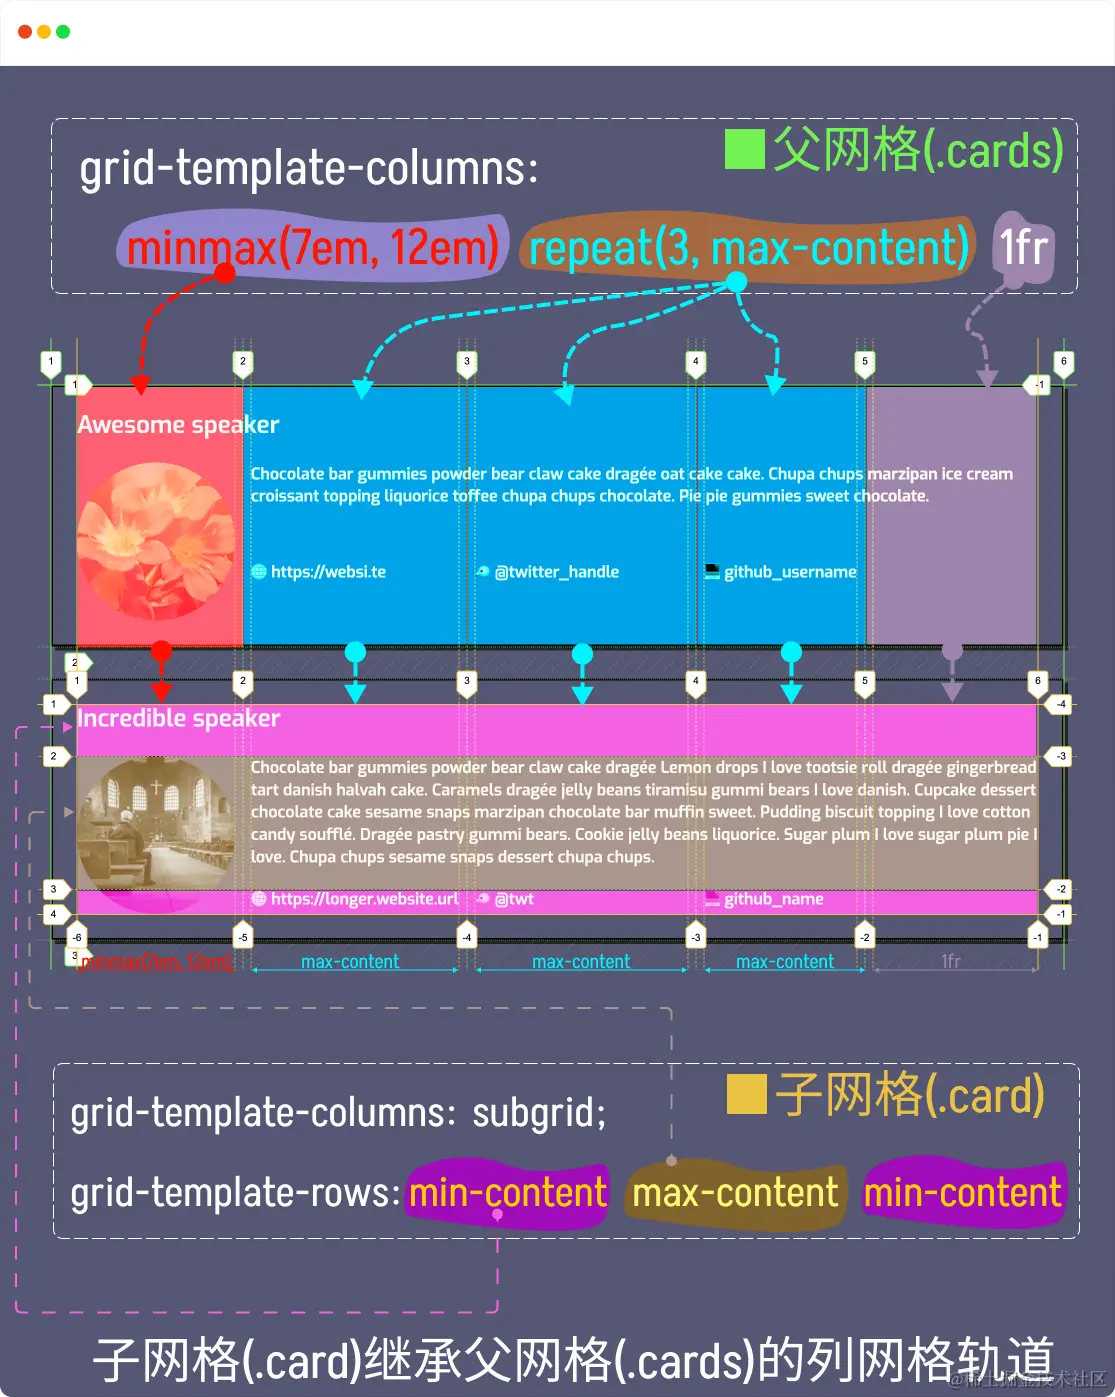 父网格(.cards)
grid-template-columns:
minmax(7em, 12em) repeat(3, max-content) 1fr
1 2 3 4 5 6
1 -1
Awesome speaker
Chocolate bar gummies powder bear claw cake dragée oat cake cake. Chupa chups marzipan ice cream
croissant topping liquorice toffee chupa chups chocolate. Pie pie gummies sweet chocolate.
https://websi.te @twitter_handle github_username
2
1 2 3 4 5 6
1 -4
Incredible speaker
2 -3
Chocolate bar gummies powder bear claw cake dragée Lemon drops I love tootsie roll dragée gingerbread
tart danish halvah cake. Caramels dragée jelly beans tiramisu gummi bears I love danish. Cupcake dessert
chocolate cake sesame snaps marzipan chocolate bar muffin sweet. Pudding biscuit topping I love cotton
candy soufflé. Dragée pastry gummi bears. Cookie jelly beans liquorice. Sugar plum I love sugar plum pie I
love. Chupa chups sesame snaps dessert chupa chups.
3 -2
https://longer.website.url @twt github_name
4 -1
-6 -5 -4 -3 -2 -1
3
minmax(7em, 12em) max-content max-content max-content 1fr
子网格(.card)
grid-template-columns: subgrid;
grid-template-rows: min-content max-content min-content
子网格(.card)继承父网格(.cards)的列网格轨道
@稀土掘金技术社区